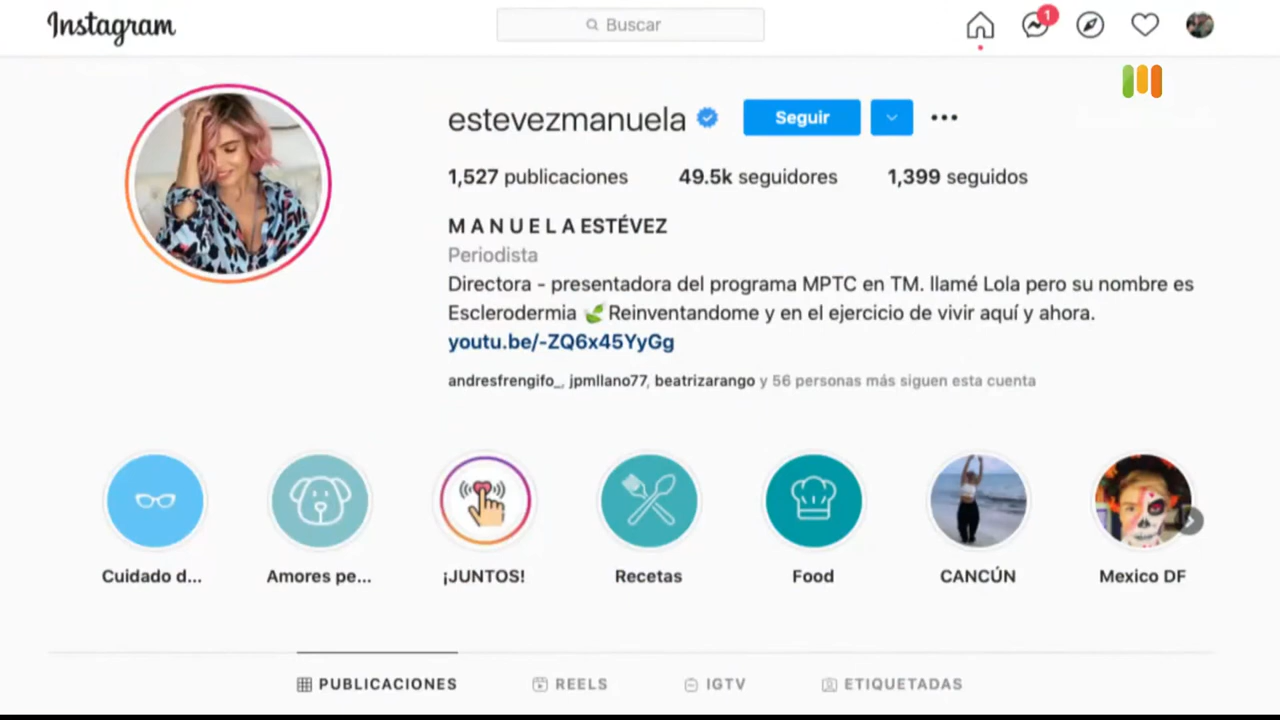 Instagram
Buscar
1
estevezmanuela
Seguir
1,527 publicaciones 49.5k seguidores 1,399 seguidos
M A N U E L A ESTÉVEZ
Periodista
Directora - presentadora del programa MPTC en TM. llamé Lola pero su nombre es
Esclerodermia Reinventandome y en el ejercicio de vivir aquí y ahora.
youtu.be/-ZQ6x45YyGg
andresfrengifo_, jpmllano77, beatrizarango y 56 personas más siguen esta cuenta
Cuidado d... Amores pe... ¡JUNTOS! Recetas Food CANCÚN Mexico DF
PUBLICACIONES REELS IGTV ETIQUETADAS